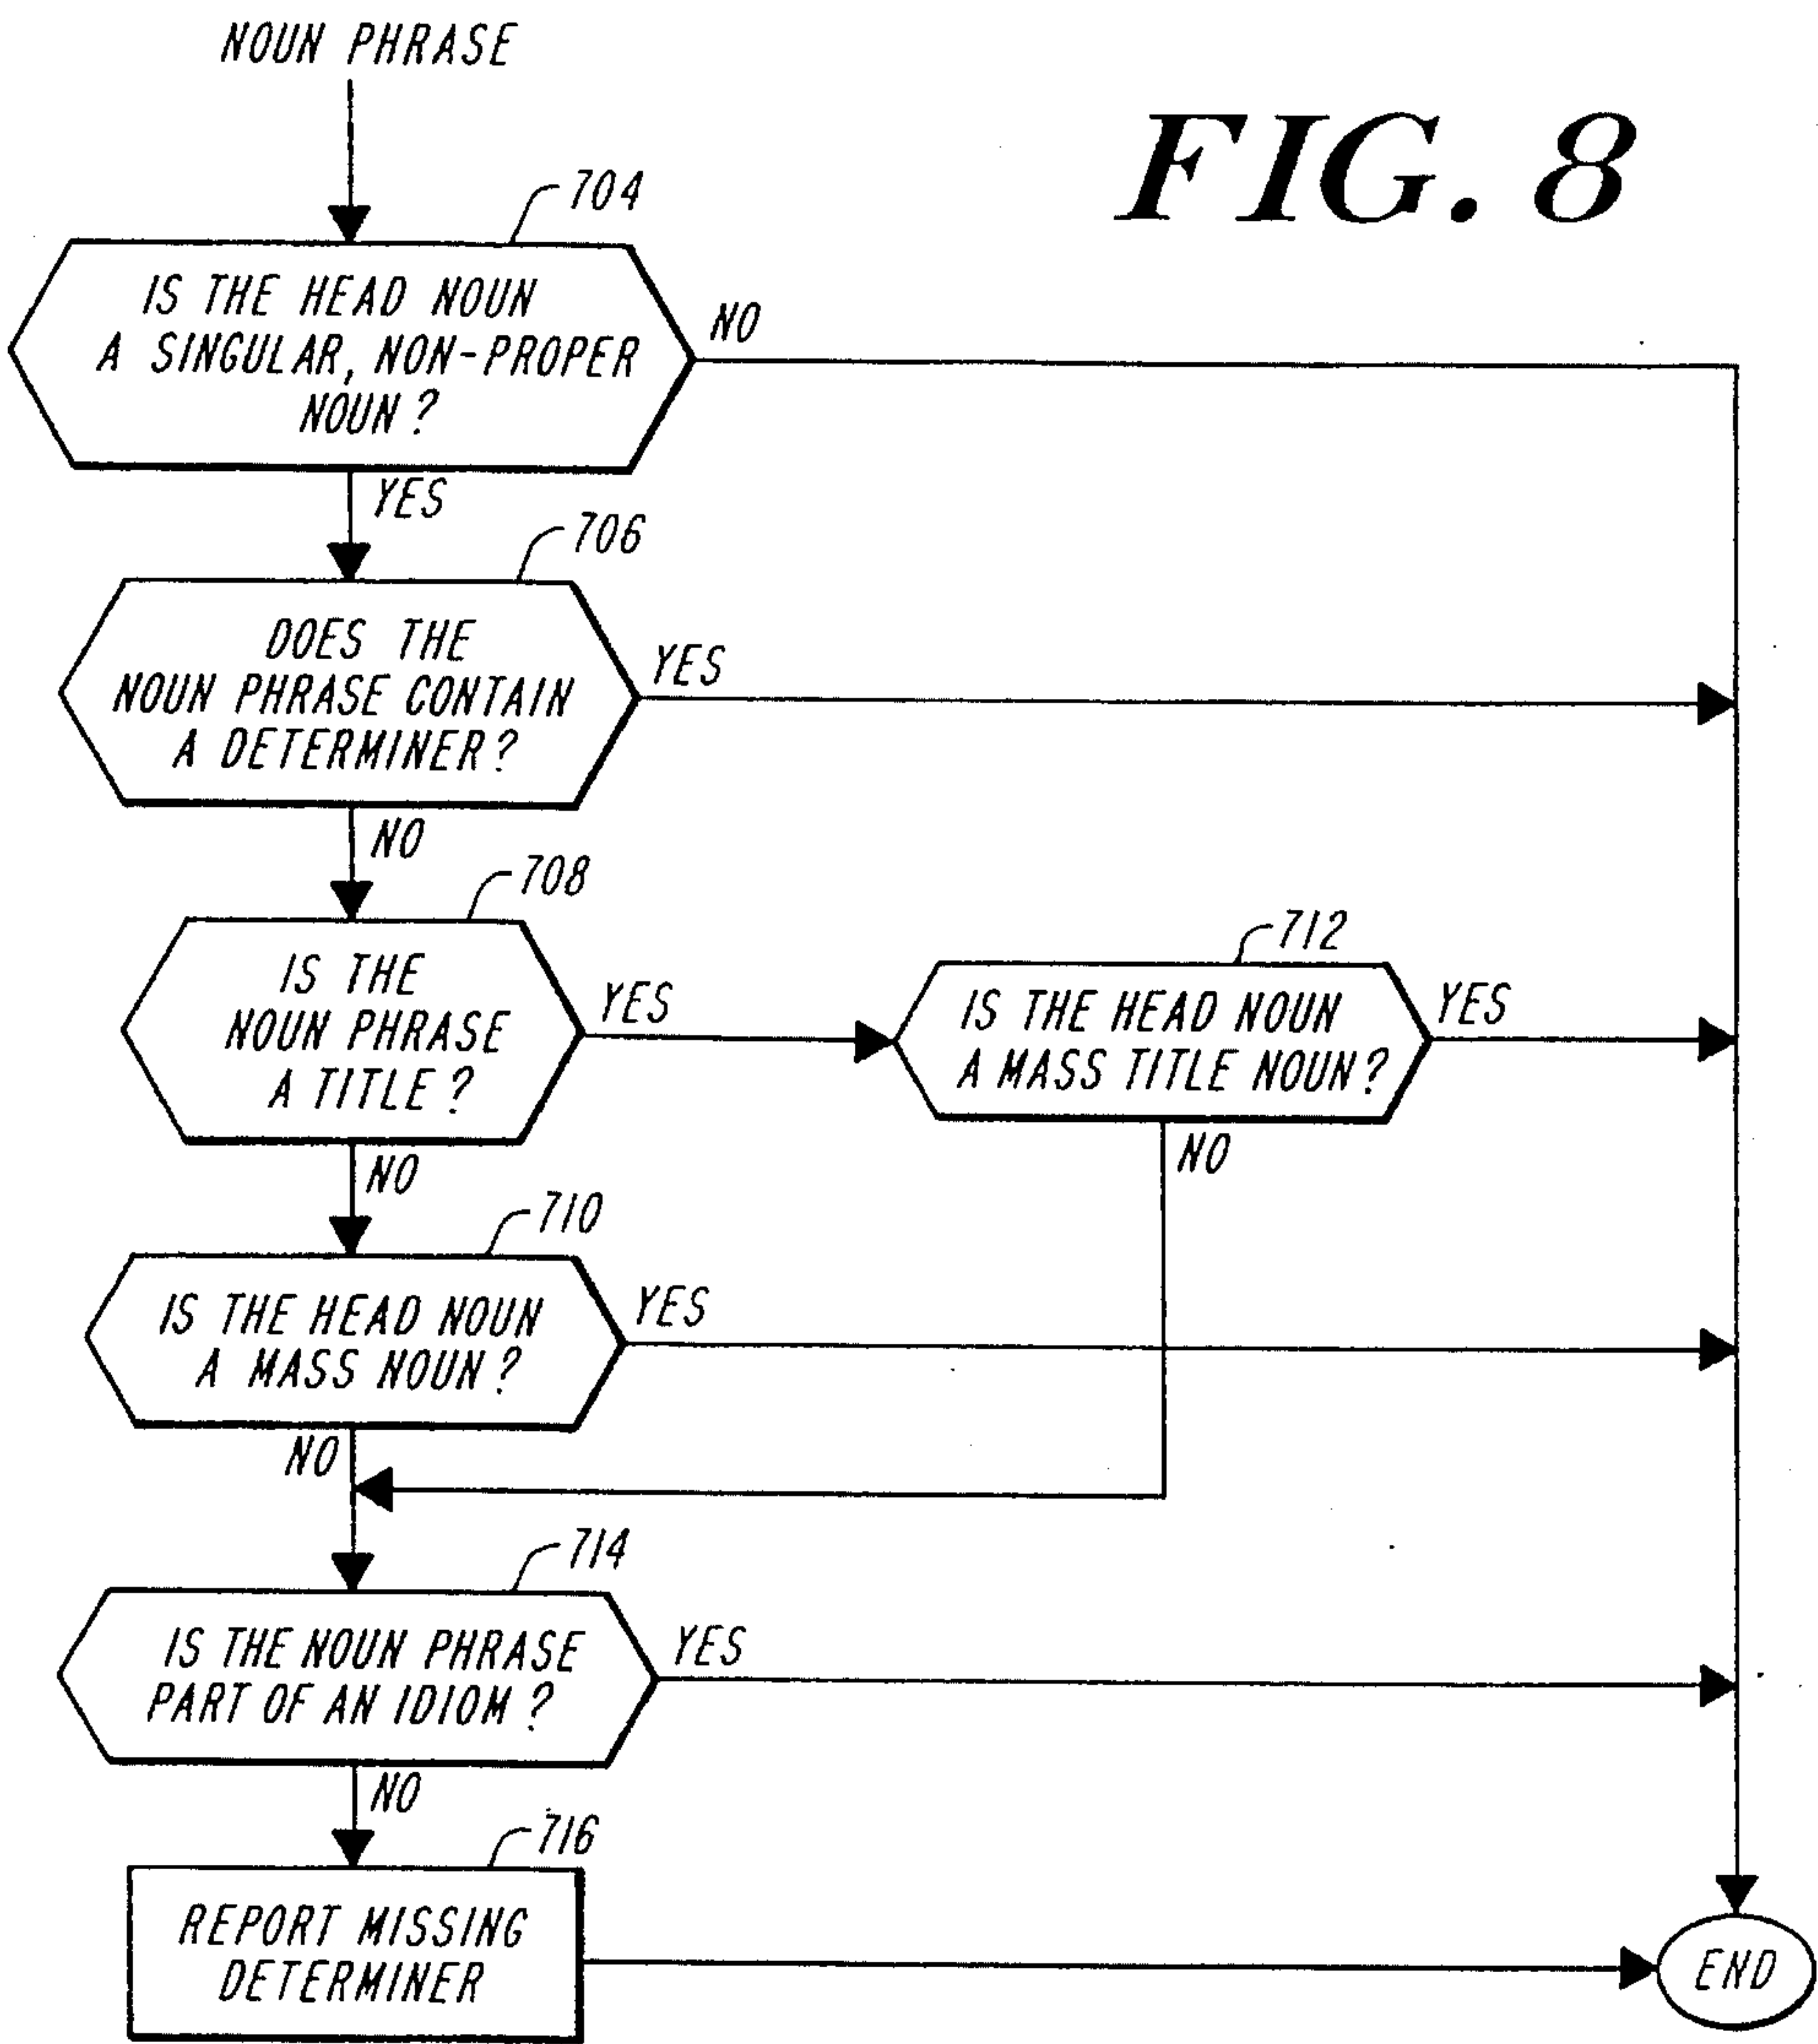 NOUN PHRASE
FIG. 8
704
IS THE HEAD NOUN
A SINGULAR, NON-PROPER
NOUN?
NO
YES
706
DOES THE
NOUN PHRASE CONTAIN
A DETERMINER?
YES
NO
708
IS THE
NOUN PHRASE
A TITLE?
YES
712
IS THE HEAD NOUN
A MASS TITLE NOUN?
YES
NO
NO
710
IS THE HEAD NOUN
A MASS NOUN?
YES
NO
714
IS THE NOUN PHRASE
PART OF AN IDIOM?
YES
NO
716
REPORT MISSING
DETERMINER
END